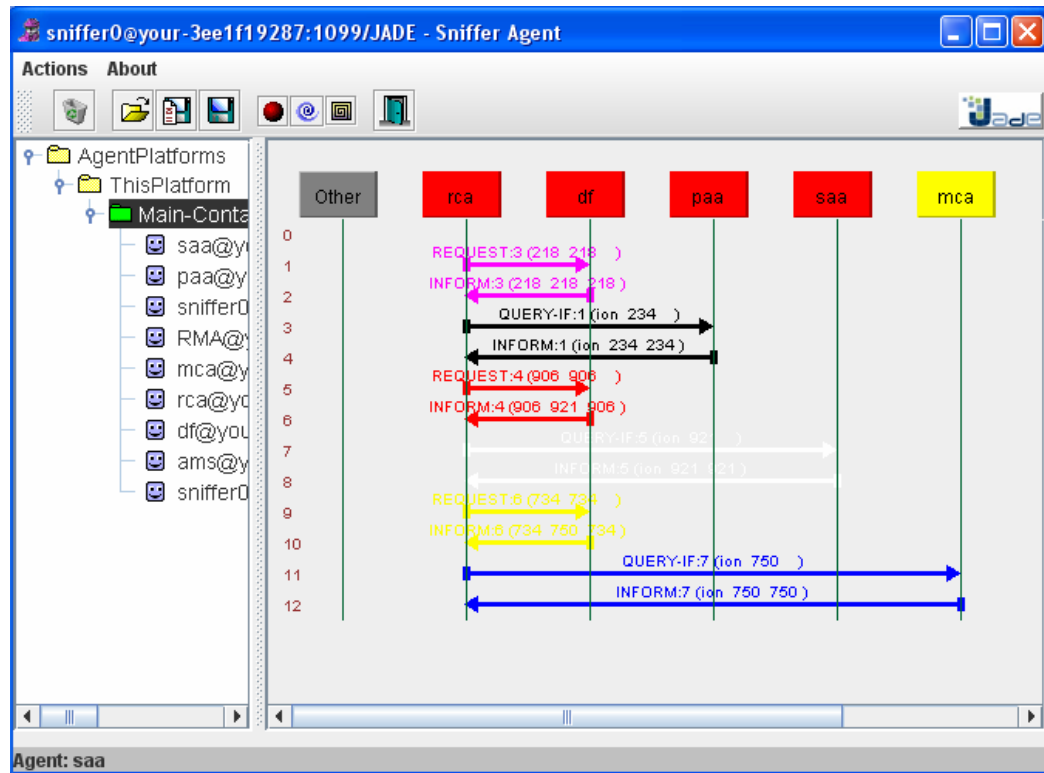 sniffer0@your-3ee1f19287:1099/JADE - Sniffer Agent
Actions About
Jade
AgentPlatforms
ThisPlatform
Main-Conta
saa@yo
paa@y
sniffer0
RMA@y
mca@y
rca@yo
df@you
ams@y
sniffer0
Other rca df paa saa mca
0
REQUEST:3 (218 218 )
1
INFORM:3 (218 218 218 )
2
QUERY-IF:1 (ion 234 )
3
INFORM:1 (ion 234 234 )
4
REQUEST:4 (906 906 )
5
INFORM:4 (906 921 906 )
6
QUERY-IF:5 (ion 921 )
7
INFORM:5 (ion 921 921 )
8
REQUEST:6 (734 734 )
9
INFORM:6 (734 750 734 )
10
QUERY-IF:7 (ion 750 )
11
INFORM:7 (ion 750 750 )
12
Agent: saa